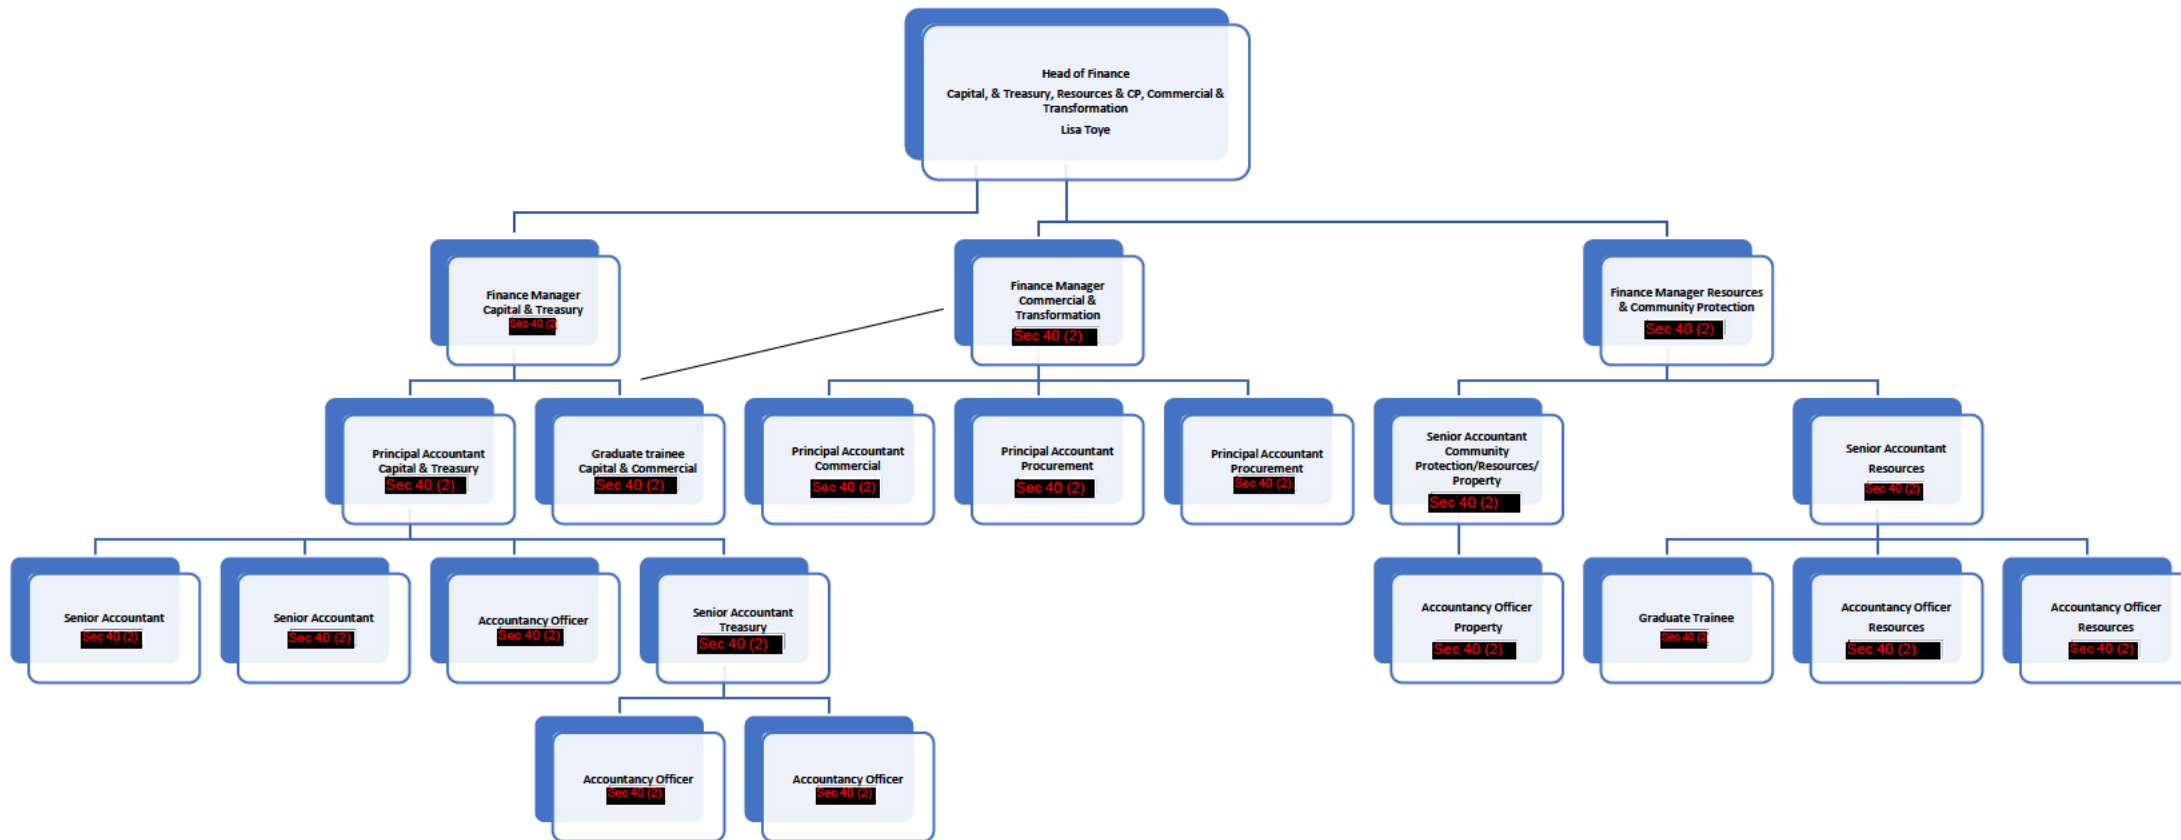 Head of Finance
Capital, & Treasury, Resources & CP, Commercial &
Transformation
Lisa Toye
Finance Manager
Capital & Treasury
Sec 40 (2)
Finance Manager
Commercial &
Transformation
Sec 40 (2)
Finance Manager Resources
& Community Protection
Sec 40 (2)
Principal Accountant
Capital & Treasury
Sec 40 (2)
Graduate trainee
Capital & Commercial
Sec 40 (2)
Principal Accountant
Commercial
Sec 40 (2)
Principal Accountant
Procurement
Sec 40 (2)
Principal Accountant
Procurement
Sec 40 (2)
Senior Accountant
Community
Protection/Resources/
Property
Sec 40 (2)
Senior Accountant
Resources
Sec 40 (2)
Senior Accountant
Sec 40 (2)
Senior Accountant
Sec 40 (2)
Accountancy Officer
Sec 40 (2)
Senior Accountant
Treasury
Sec 40 (2)
Accountancy Officer
Property
Sec 40 (2)
Graduate Trainee
Sec 40 (2
Accountancy Officer
Resources
Sec 40 (2)
Accountancy Officer
Resources
Sec 40 (2)
Accountancy Officer
Sec 40 (2)
Accountancy Officer
Sec 40 (2)